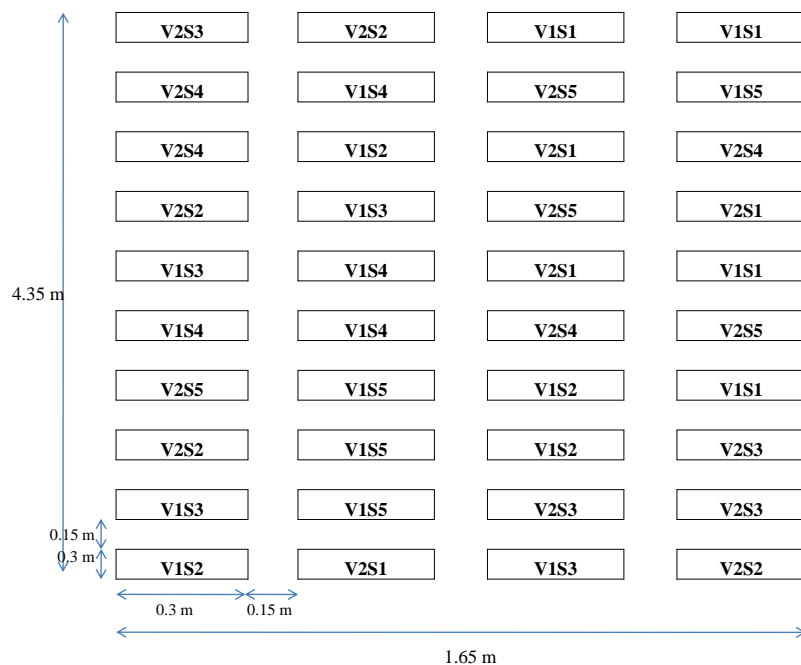 V2S3 V2S2 V1S1 V1S1
V2S4 V1S4 V2S5 V1S5
V2S4 V1S2 V2S1 V2S4
V2S2 V1S3 V2S5 V2S1
V1S3 V1S4 V2S1 V1S1
4.35 m
V1S4 V1S4 V2S4 V2S5
V2S5 V1S5 V1S2 V1S1
V2S2 V1S5 V1S2 V2S3
V1S3 V1S5 V2S3 V2S3
0.15 m
0.3 m
V1S2 V2S1 V1S3 V2S2
0.3 m 0.15 m
1.65 m